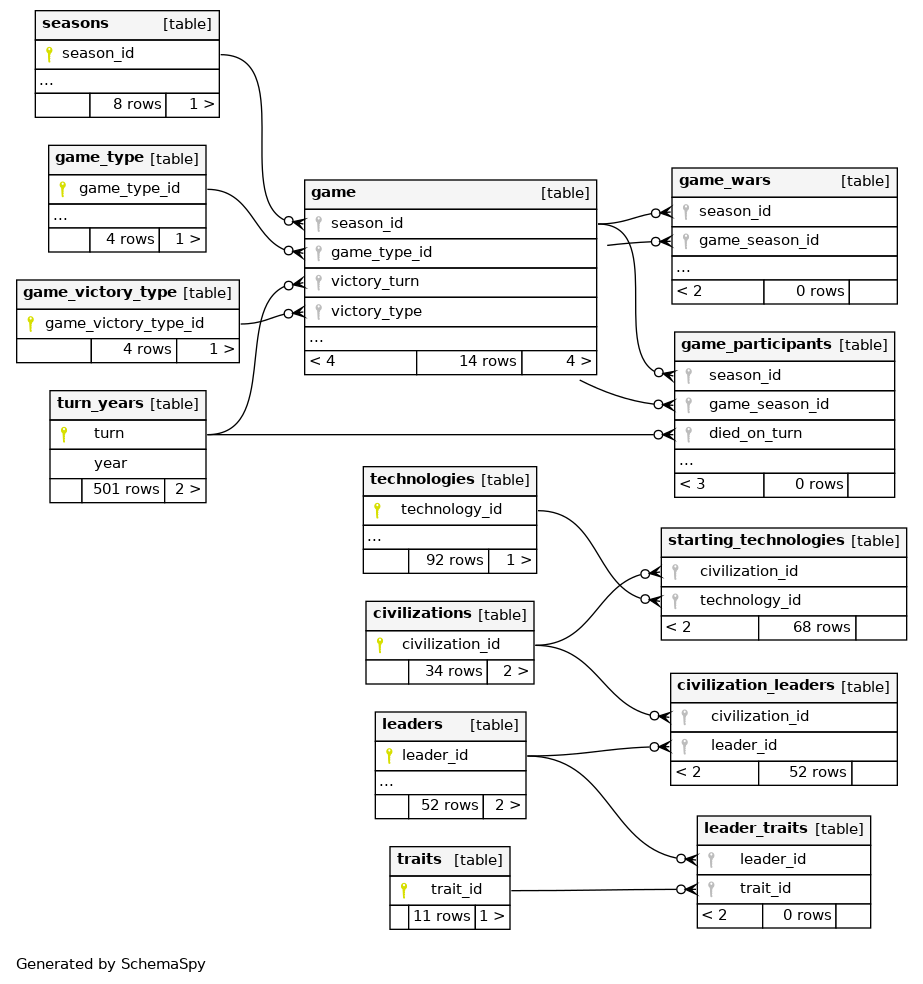 seasons [table]
season_id
...
8 rows 1 >
game_type [table]
game_type_id
...
4 rows 1 >
game_victory_type [table]
game_victory_type_id
4 rows 1 >
turn_years [table]
turn
year
501 rows 2 >
game [table]
season_id
game_type_id
victory_turn
victory_type
...
< 4 14 rows 4 >
game_wars [table]
season_id
game_season_id
...
< 2 0 rows
game_participants [table]
season_id
game_season_id
died_on_turn
...
< 3 0 rows
technologies [table]
technology_id
...
92 rows 1 >
civilizations [table]
civilization_id
34 rows 2 >
leaders [table]
leader_id
...
52 rows 2 >
traits [table]
trait_id
11 rows 1 >
starting_technologies [table]
civilization_id
technology_id
< 2 68 rows
civilization_leaders [table]
civilization_id
leader_id
< 2 52 rows
leader_traits [table]
leader_id
trait_id
< 2 0 rows
Generated by SchemaSpy